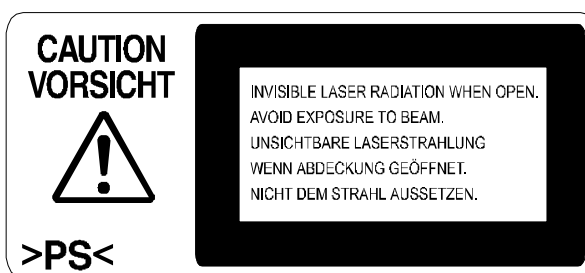 CAUTION
VORSICHT
>PS<
INVISIBLE LASER RADIATION WHEN OPEN.
AVOID EXPOSURE TO BEAM.
UNSICHTBARE LASERSTRAHLUNG
WENN ABDECKUNG GEÖFFNET.
NICHT DEM STRAHL AUSSETZEN.